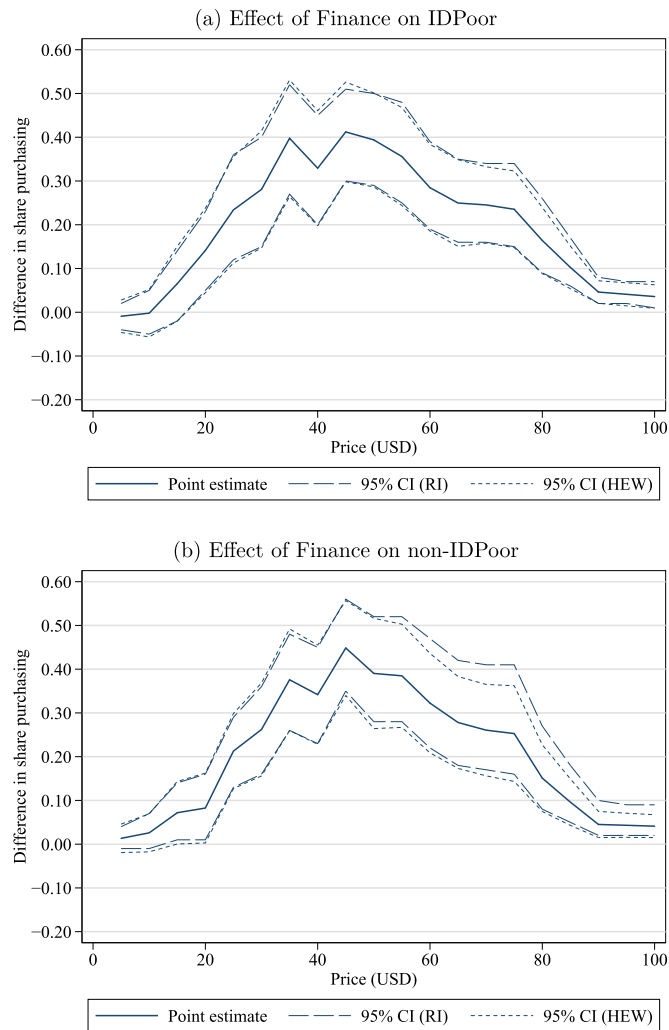 (a) Effect of Finance on IDPoor
0.60
0.50
0.40
0.30
0.20
0.10
0.00
−0.10
−0.20
Difference in share purchasing
0 20 40 60 80 100
Price (USD)
Point estimate 95% CI (RI) 95% CI (HEW)
(b) Effect of Finance on non-IDPoor
0.60
0.50
0.40
0.30
0.20
0.10
0.00
−0.10
−0.20
Difference in share purchasing
0 20 40 60 80 100
Price (USD)
Point estimate 95% CI (RI) 95% CI (HEW)